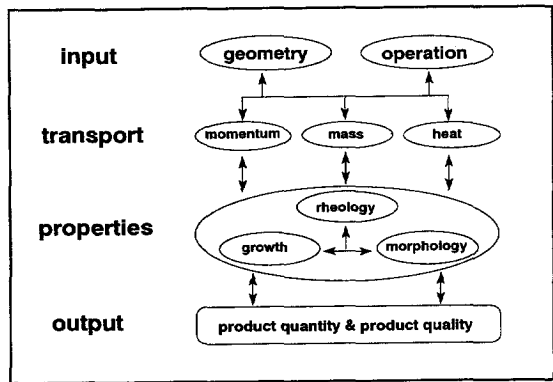 input geometry operation
transport momentum mass heat
rheology
properties
growth morphology
output product quantity & product quality